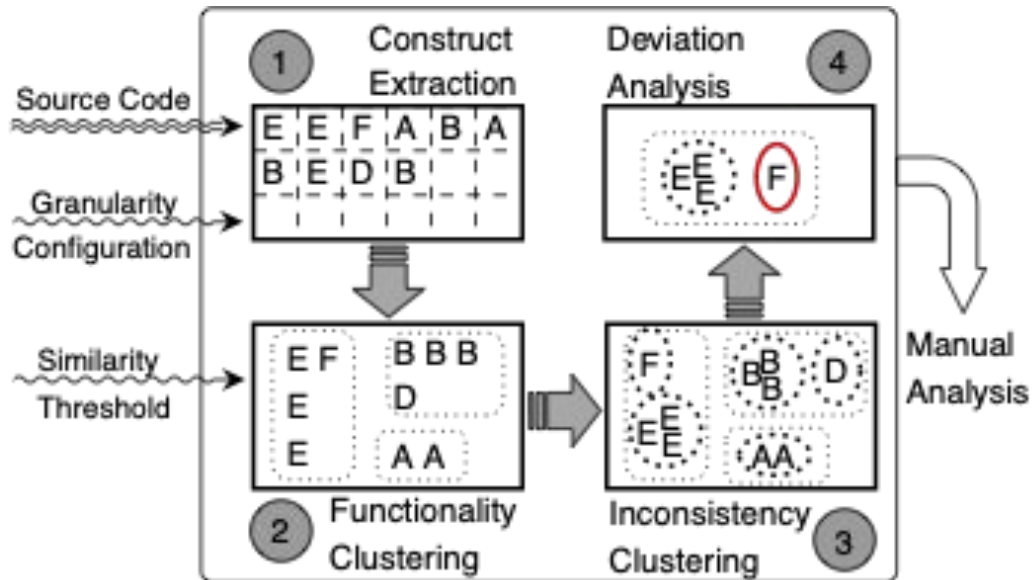 1
Construct
Extraction
Source Code
Granularity
Configuration
E E F A B A
B E D B
Similarity
Threshold
E F
E
E
B B B
D
A A
2
Functionality
Clustering
F
E E E
B B B
D
AA
Inconsistency
Clustering
3
Deviation
Analysis
4
E E E
F
Manual
Analysis